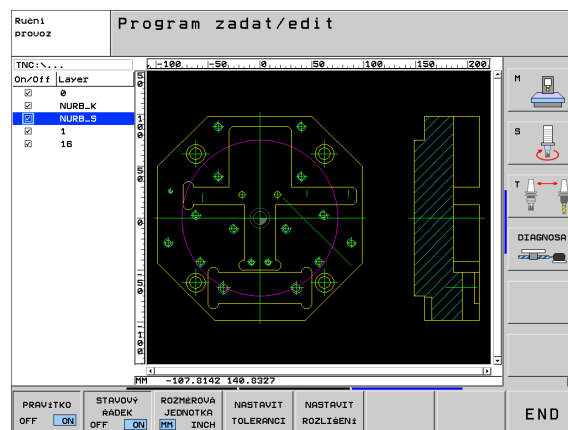 Ruční
provoz
Program zadat/edit
TNC:\...
On/Off Layer
0
NURB_K
NURB_S
1
16
-100 -50 0 50 100 150 200
MM -107.8142 140.8327
M
S
T
DIAGNOSA
PRAVíTKO
OFF ON
STAVOVÝ
ŘÁDEK
OFF ON
ROZMĚROVÁ
JEDNOTKA
MM INCH
NASTAVIT
TOLERANCI
NASTAVIT
ROZLIšENí
END